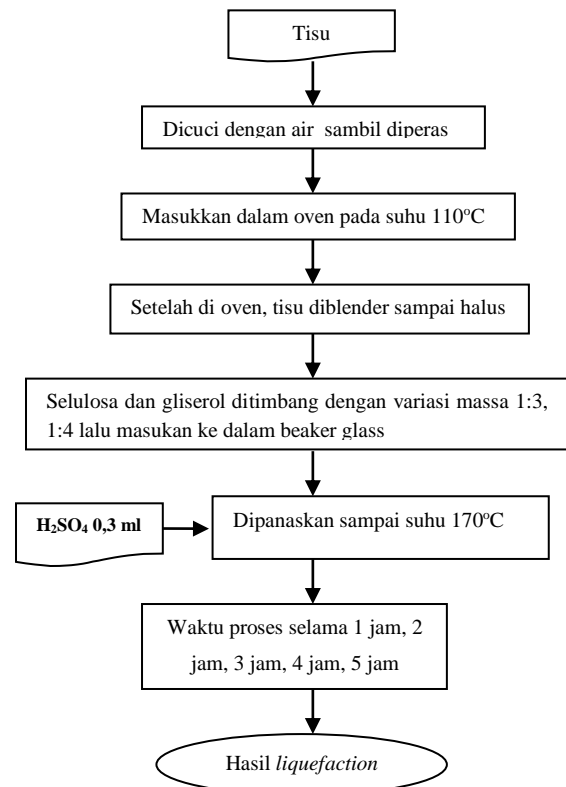 Tisu
Dicuci dengan air sambil diperas
Masukkan dalam oven pada suhu 110°C
Setelah di oven, tisu diblender sampai halus
Selulosa dan gliserol ditimbang dengan variasi massa 1:3,
1:4 lalu masukan ke dalam beaker glass
H₂SO₄ 0,3 ml
Dipanaskan sampai suhu 170°C
Waktu proses selama 1 jam, 2
jam, 3 jam, 4 jam, 5 jam
Hasil liquefaction